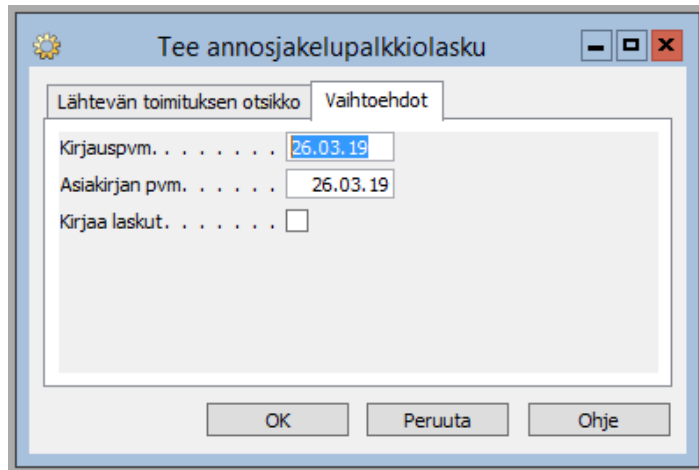 Tee annosjakelupalkkiolasku
Lähtevän toimituksen otsikko Vaihtoehdot
Kirjauspvm. . . . . . . . 26.03.19
Asiakirjan pvm. . . . . . 26.03.19
Kirjaa laskut. . . . . . .
OK Peruuta Ohje